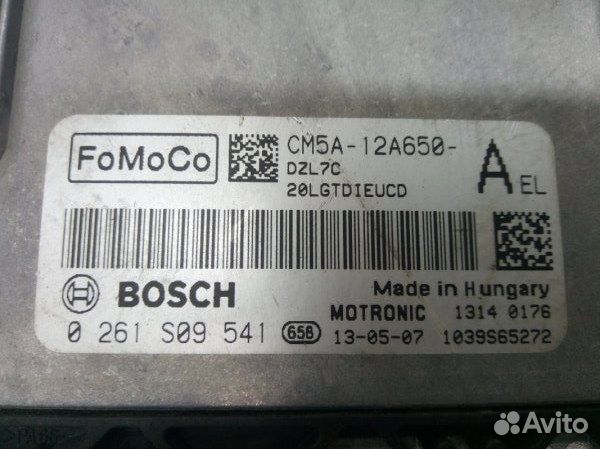 FoMoCo
CM5A-12A650-
DZL7C
20LGTDIEUCD
A EL
BOSCH
Made in Hungary
MOTRONIC 1314 0176
0 261 S09 541 658 13-05-07 1039S65272
>PA66-
Avito